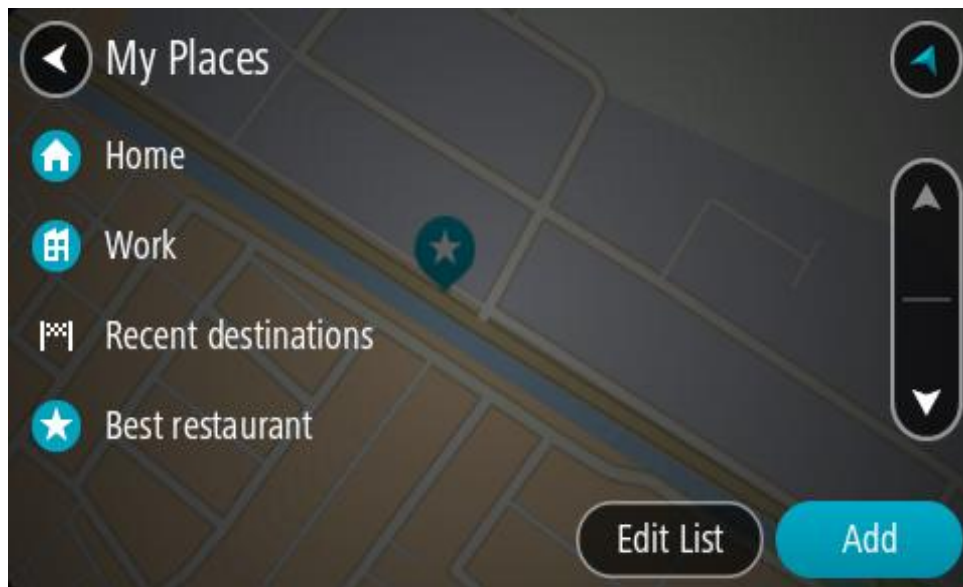 My Places
Home
Work
Recent destinations
Best restaurant
Edit List
Add